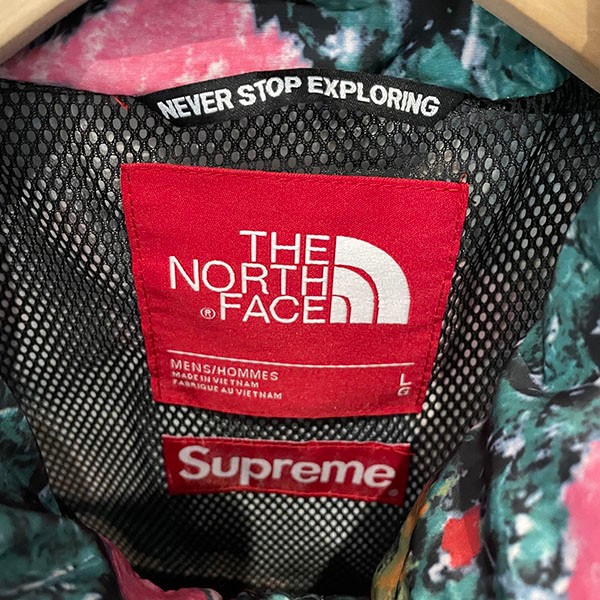 NEVER STOP EXPLORING
THE
NORTH
FACE
®
MENS/HOMMES
MADE IN VIETNAM
FABRIQUE AU VIETNAM
L
G
Supreme®